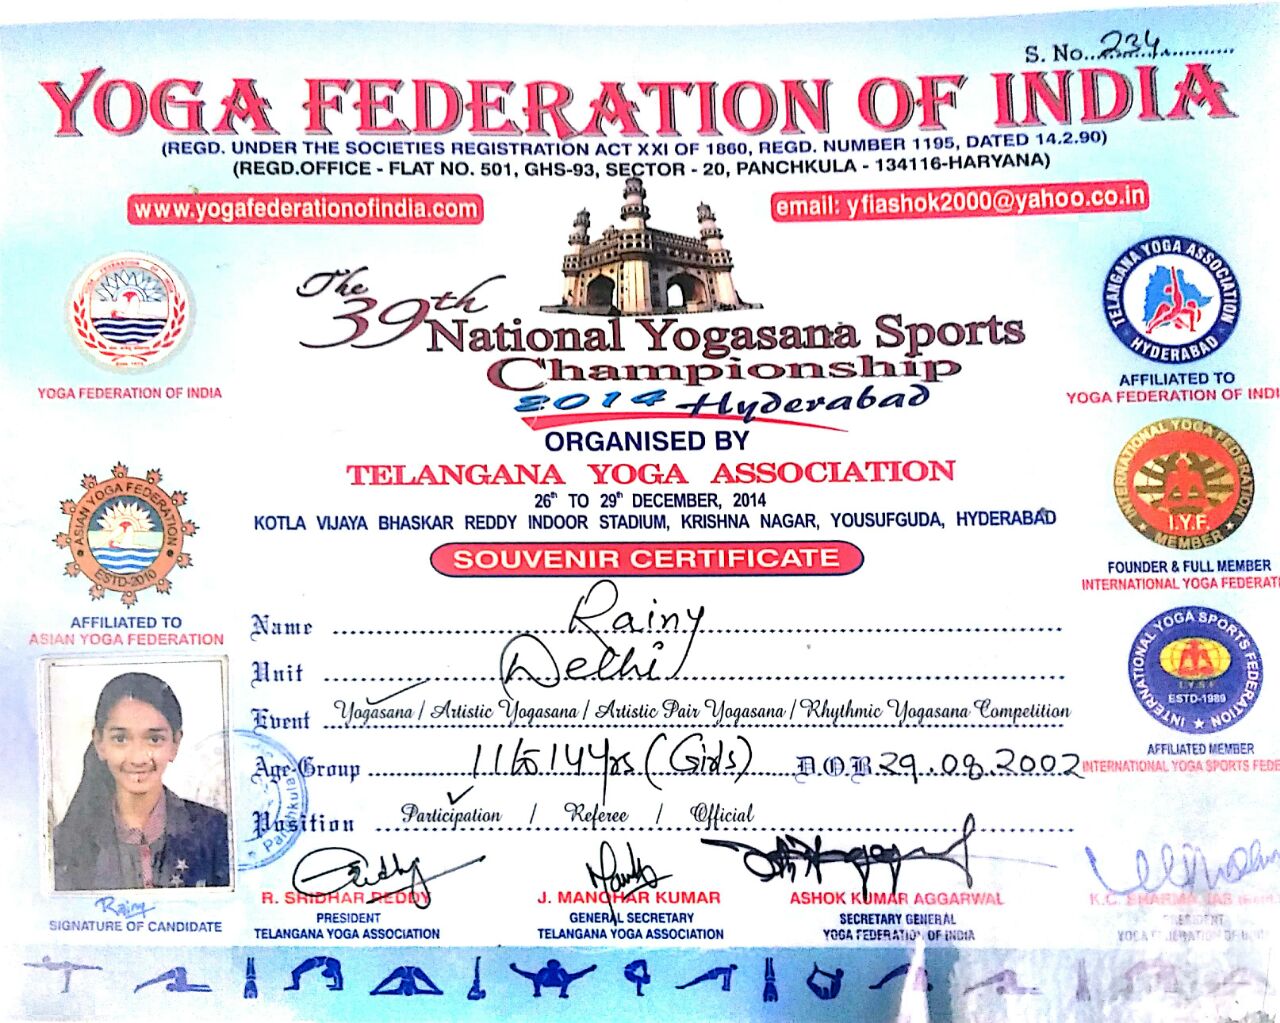 S. No. 234
YOGA FEDERATION OF INDIA
(REGD. UNDER THE SOCIETIES REGISTRATION ACT XXI OF 1860, REGD. NUMBER 1195, DATED 14.2.90)
(REGD.OFFICE - FLAT NO. 501, GHS-93, SECTOR - 20, PANCHKULA - 134116-HARYANA)
www.yogafederationofindia.com
email: yfiashok2000@yahoo.co.in
The 39th
National Yogasana Sports
Championship
2014 Hyderabad
ORGANISED BY
TELANGANA YOGA ASSOCIATION
26th TO 29th DECEMBER, 2014
KOTLA VIJAYA BHASKAR REDDY INDOOR STADIUM, KRISHNA NAGAR, YOUSUFGUDA, HYDERABAD
SOUVENIR CERTIFICATE
YOGA FEDERATION OF INDIA
ASIAN YOGA FEDERATION
ESTD-2010
AFFILIATED TO
ASIAN YOGA FEDERATION
TELANGANA YOGA ASSOCIATION
HYDERABAD
AFFILIATED TO
YOGA FEDERATION OF INDI
INTERNATIONAL YOGA FEDERATION
I.Y.F.
MEMBER
FOUNDER & FULL MEMBER
INTERNATIONAL YOGA FEDERATI
INTERNATIONAL YOGA SPORTS FEDERATION
I.Y.S.F
ESTD-1989
AFFILIATED MEMBER
INTERNATIONAL YOGA SPORTS FEDE
Name Rainy
Unit Delhi
Event Yogasana / Artistic Yogasana / Artistic Pair Yogasana / Rhythmic Yogasana Competition
Age-Group 11 to 14 yrs (Girls) D.O.B. 29.08.2002
Position Participation / Referee / Official
Rainy
SIGNATURE OF CANDIDATE
R. SRIDHAR REDDY
PRESIDENT
TELANGANA YOGA ASSOCIATION
J. MANOHAR KUMAR
GENERAL SECRETARY
TELANGANA YOGA ASSOCIATION
ASHOK KUMAR AGGARWAL
SECRETARY GENERAL
YOGA FEDERATION OF INDIA
K.C. SHARMA, IAS
PRESIDENT
YOGA FEDERATION OF INDIA